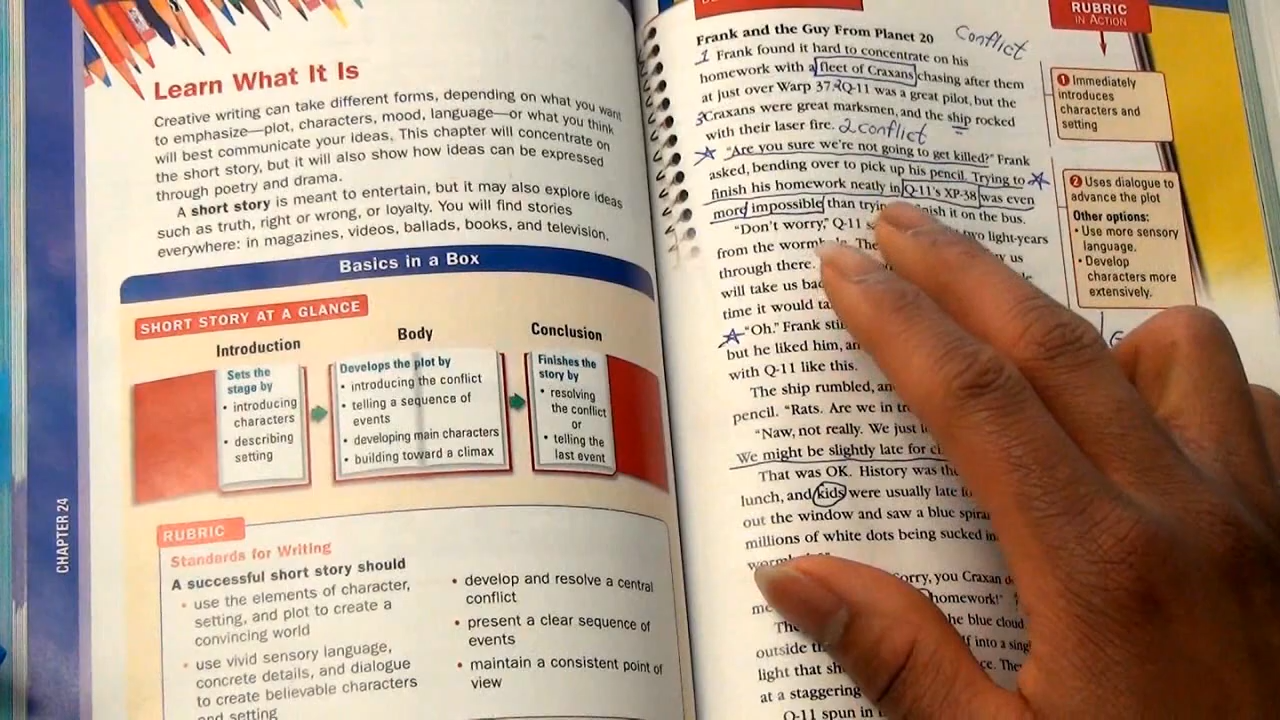 Learn What It Is
Creative writing can take different forms, depending on what you want
to emphasize—plot, characters, mood, language—or what you think
will best communicate your ideas. This chapter will concentrate on
the short story, but it will also show how ideas can be expressed
through poetry and drama.
A short story is meant to entertain, but it may also explore ideas
such as truth, right or wrong, or loyalty. You will find stories
everywhere: in magazines, videos, ballads, books, and television.
Basics in a Box
SHORT STORY AT A GLANCE
Introduction
Sets the
stage by
• introducing
characters
• describing
setting
Body
Develops the plot by
• introducing the conflict
• telling a sequence of
events
• developing main characters
• building toward a climax
Conclusion
Finishes the
story by
• resolving
the conflict
or
• telling the
last event
RUBRIC
Standards for Writing
A successful short story should
• use the elements of character,
setting, and plot to create a
convincing world
• use vivid sensory language,
concrete details, and dialogue
to create believable characters
and setting
• develop and resolve a central
conflict
• present a clear sequence of
events
• maintain a consistent point of
view
CHAPTER 24
Frank and the Guy From Planet 20
Conflict
1 Frank found it hard to concentrate on his
homework with a fleet of Craxans chasing after them
at just over Warp 37. Q-11 was a great pilot, but the
3 Craxans were great marksmen, and the ship rocked
with their laser fire. 2 conflict
"Are you sure we're not going to get killed?" Frank
asked, bending over to pick up his pencil. Trying to
finish his homework neatly in Q-11's XP-38 was even
more impossible than it on the bus.
"Don't worry," Q-11 two light-years
from the
through there. us
will take us
time it would
"Oh." Frank
but he liked him,
with Q-11 like this.
The ship rumbled,
pencil. "Rats. Are we in
"Naw, not really. We just
We might be slightly late for
That was OK. History was the
lunch, and kids were usually late
out the window and saw a blue
millions of white dots being sucked
you Craxan
homework!"
the blue cloud
outside into a
light that
at a staggering
Q-11 spun in
RUBRIC
IN ACTION
1 Immediately
introduces
characters and
setting
2 Uses dialogue to
advance the plot
Other options:
• Use more sensory
language.
• Develop
characters more
extensively.